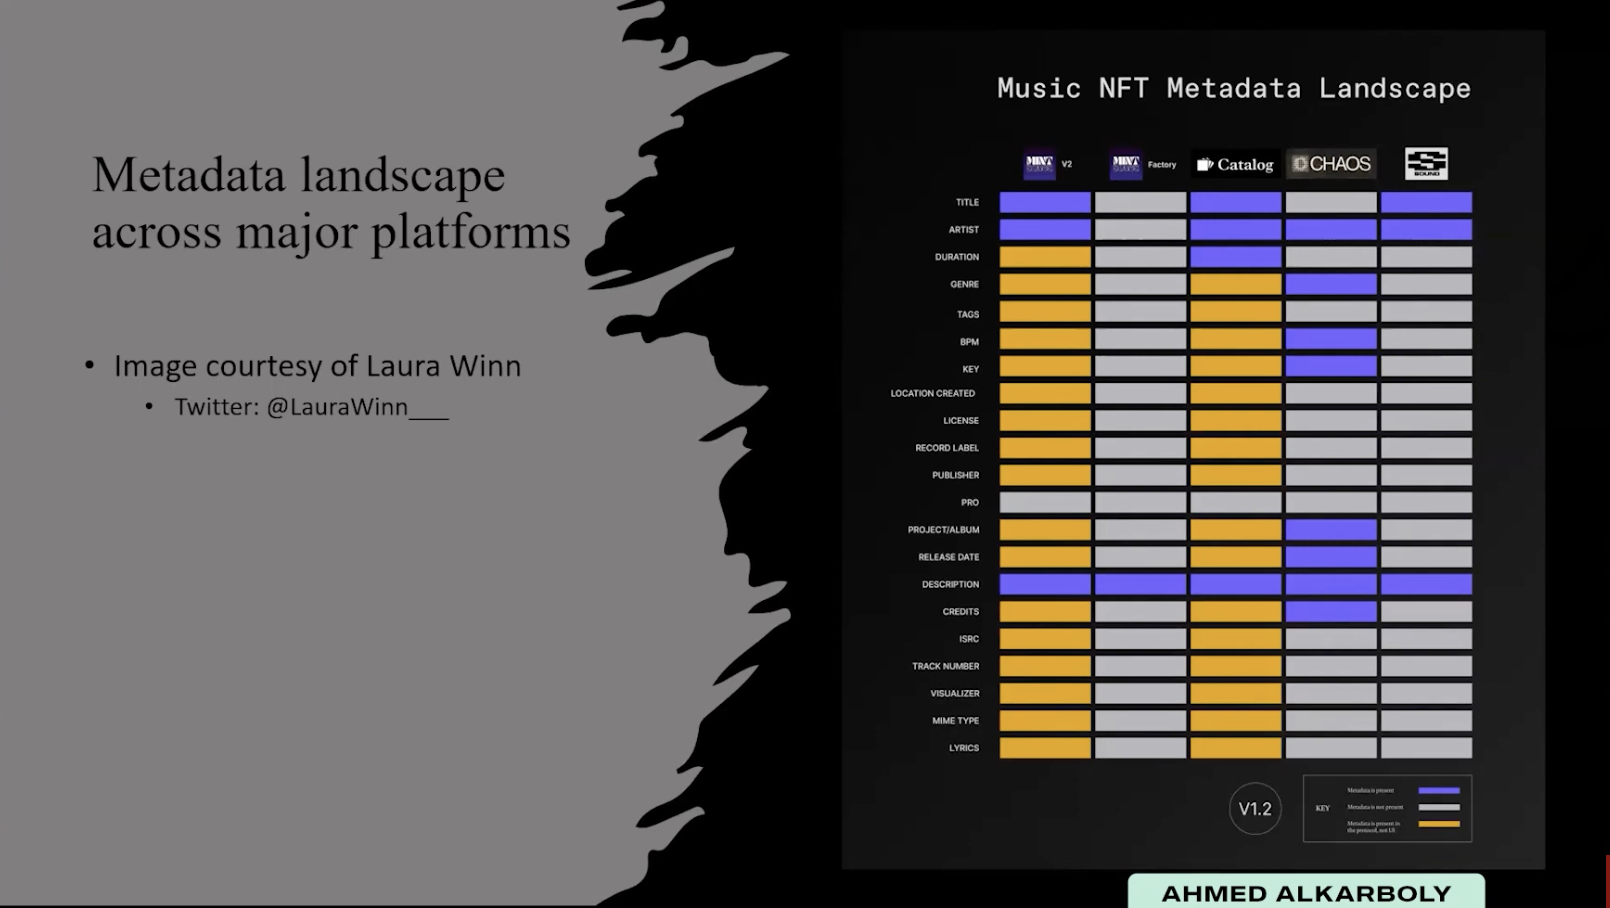 Metadata landscape
across major platforms
• Image courtesy of Laura Winn
• Twitter: @LauraWinn___
Music NFT Metadata Landscape
MINT V2 MINT Factory Catalog CHAOS SOUND
TITLE
ARTIST
DURATION
GENRE
TAGS
BPM
KEY
LOCATION CREATED
LICENSE
RECORD LABEL
PUBLISHER
PRO
PROJECT/ALBUM
RELEASE DATE
DESCRIPTION
CREDITS
ISRC
TRACK NUMBER
VISUALIZER
MIME TYPE
LYRICS
V1.2
KEY
Metadata is present
Metadata is not present
Metadata is present in
the protocol, not UI
AHMED ALKARBOLY